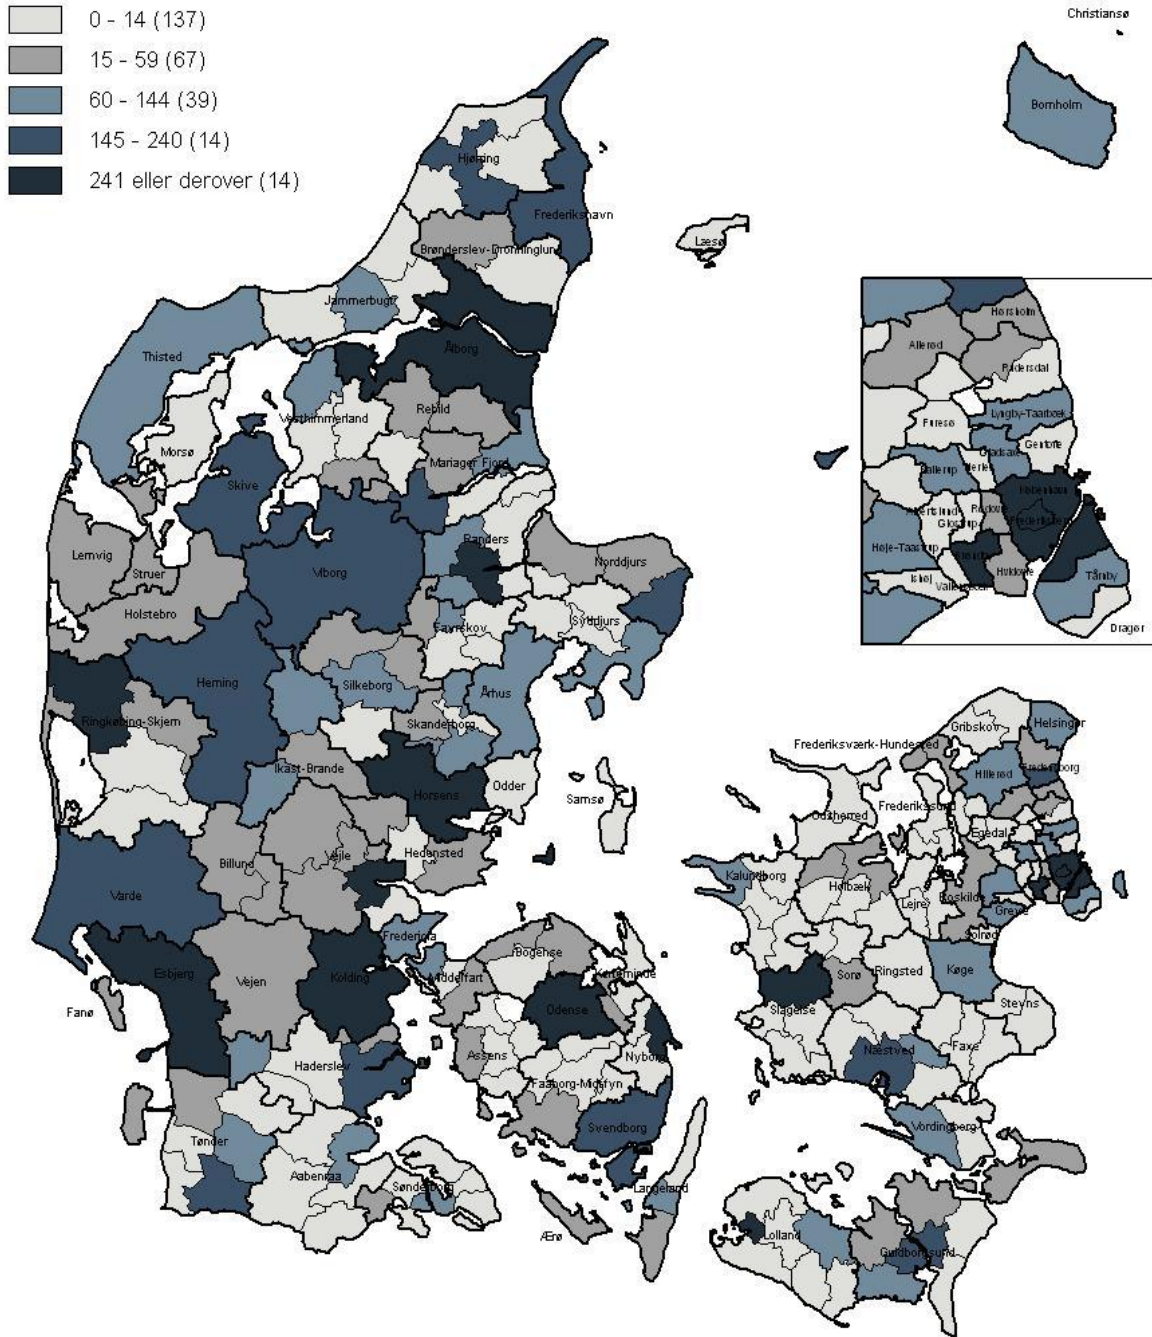 0 - 14 (137)
15 - 59 (67)
60 - 144 (39)
145 - 240 (14)
241 eller derover (14)
Christiansø
Bornholm
Hjørring
Frederikshavn
Læsø
Brønderslev-Dronninglund
Jammerbugt
Thisted
Ålborg
Vesthimmerland
Rebild
Morsø
Mariager Fjord
Skive
Lemvig
Struer
Viborg
Randers
Norddjurs
Holstebro
Favrskov
Syddjurs
Herning
Silkeborg
Århus
Ringkøbing-Skjern
Skanderborg
Ikast-Brande
Horsens
Odder
Samsø
Billund
Vejle
Hedensted
Varde
Fredericia
Esbjerg
Vejen
Kolding
Middelfart
Bogense
Kerteminde
Fanø
Odense
Haderslev
Assens
Nyborg
Faaborg-Midtfyn
Svendborg
Tønder
Aabenraa
Sønderborg
Langeland
Ærø
Hørsholm
Allerød
Rudersdal
Furesø
Lyngby-Taarbæk
Gentofte
Gladsaxe
Ballerup
Herlev
København
Albertslund
Rødovre
Glostrup
Frederiksberg
Høje-Taastrup
Brøndby
Hvidovre
Ishøj
Vallensbæk
Tårnby
Dragør
Gribskov
Helsingør
Frederiksværk-Hundested
Hillerød
Fredensborg
Odsherred
Frederikssund
Egedal
Kalundborg
Holbæk
Lejre
Roskilde
Greve
Solrød
Sorø
Ringsted
Køge
Slagelse
Stevns
Næstved
Faxe
Vordingborg
Lolland
Guldborgsund